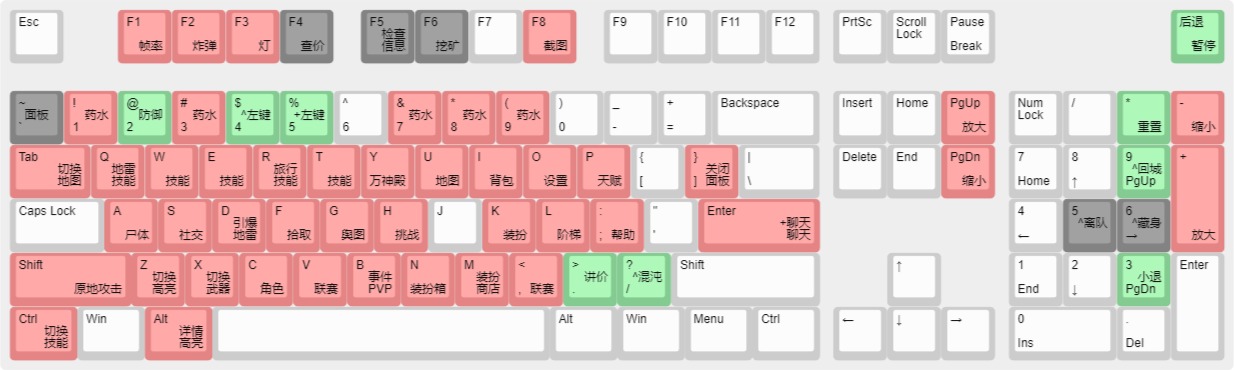 Esc F1 F2 F3 F4 F5 F6 F7 F8 F9 F10 F11 F12 PrtSc Scroll Pause 后退
检查 Lock
帧率 炸弹 灯 查价 信息 挖矿 截图 Break 暂停
~ ! @ # $ % ^ & * ( ) _ + Backspace Insert Home PgUp Num / * -
面板 药水 防御 药水 ^左键 +左键 药水 药水 药水 Lock
` 1 2 3 4 5 6 7 8 9 0 - = 放大 重置 缩小
Tab Q W E R T Y U I O P { } | Delete End PgDn 7 8 9 +
切换 地雷 旅行 关闭 ^回城
地图 技能 技能 技能 技能 技能 万神殿 地图 背包 设置 天赋 [ ] 面板 \ 缩小 Home ↑ PgUp
Caps Lock A S D F G H J K L : " Enter 4 5 6
引爆 +聊天 ^离队 ^藏身
尸体 社交 地雷 拾取 舆图 挑战 装扮 阶梯 ; 帮助 ' 聊天 ← → 放大
Shift Z X C V B N M < > ? Shift ↑ 1 2 3 Enter
切换 切换 事件 装扮 讲价 ^混沌 小退
原地攻击 高亮 武器 角色 联赛 PVP 装扮箱 商店 , 联赛 . / End ↓ PgDn
Ctrl Win Alt Alt Win Menu Ctrl ← ↓ → 0 .
切换 详情
技能 高亮 Ins Del